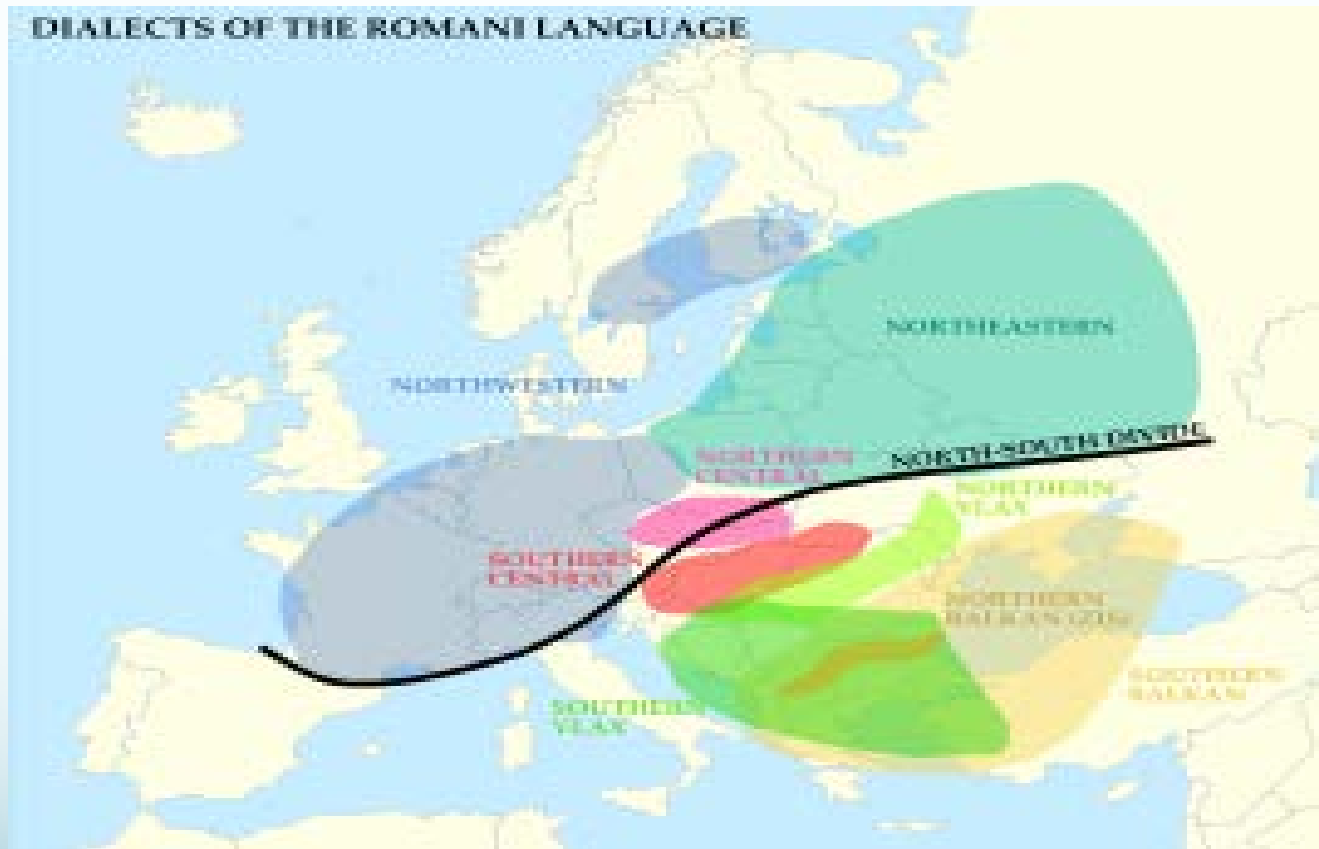 DIALECTS OF THE ROMANI LANGUAGE
NORTHEASTERN
NORTHWESTERN
NORTH-SOUTH DIVIDE
NORTHERN
CENTRAL
NORTHERN
VLAX
SOUTHERN
CENTRAL
NORTHERN
BALKAN
SOUTHERN
BALKAN
SOUTHERN
VLAX